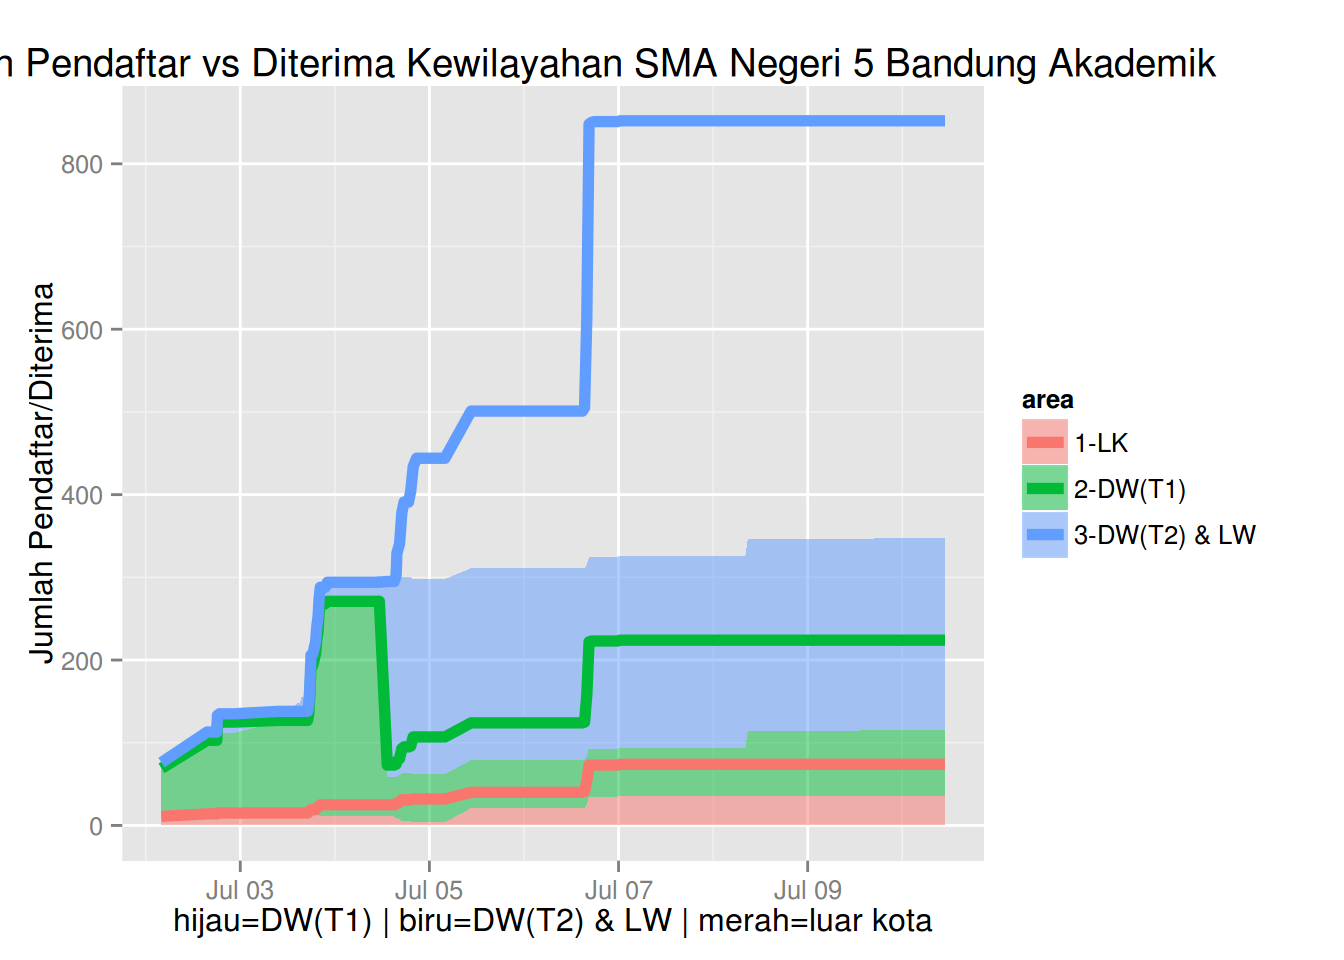 Pendaftar vs Diterima Kewilayahan SMA Negeri 5 Bandung Akademik
Jumlah Pendaftar/Diterima
800
600
400
200
0
Jul 03
Jul 05
Jul 07
Jul 09
hijau=DW(T1) | biru=DW(T2) & LW | merah=luar kota
area
1-LK
2-DW(T1)
3-DW(T2) & LW